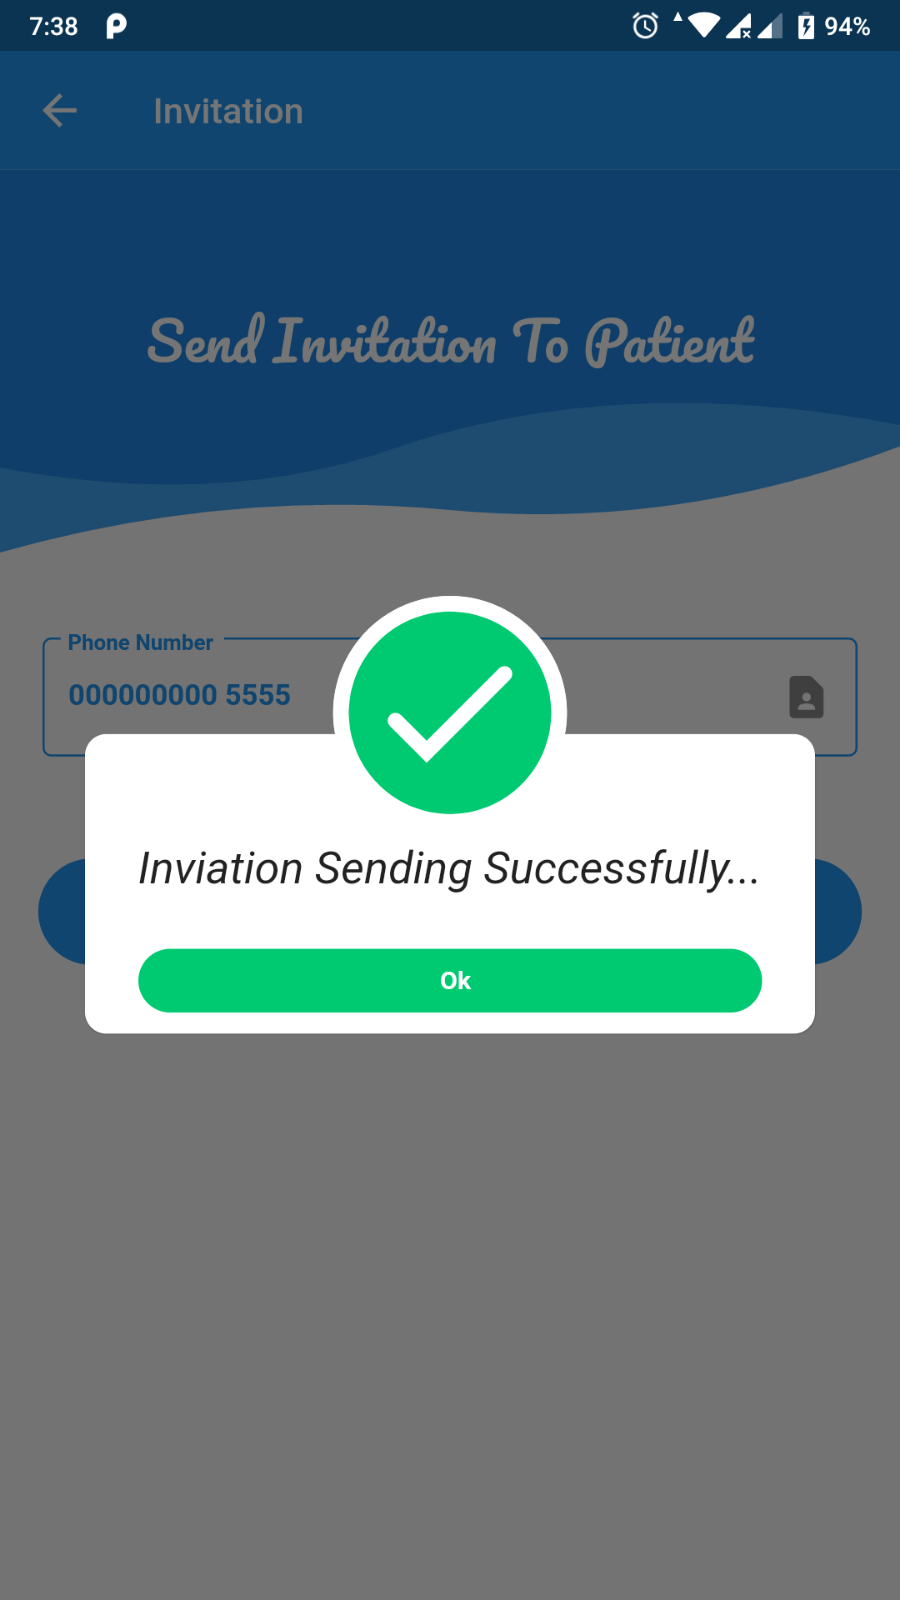 7:38
94%
Invitation
Send Invitation To Patient
Phone Number
000000000 5555
Inviation Sending Successfully...
Ok